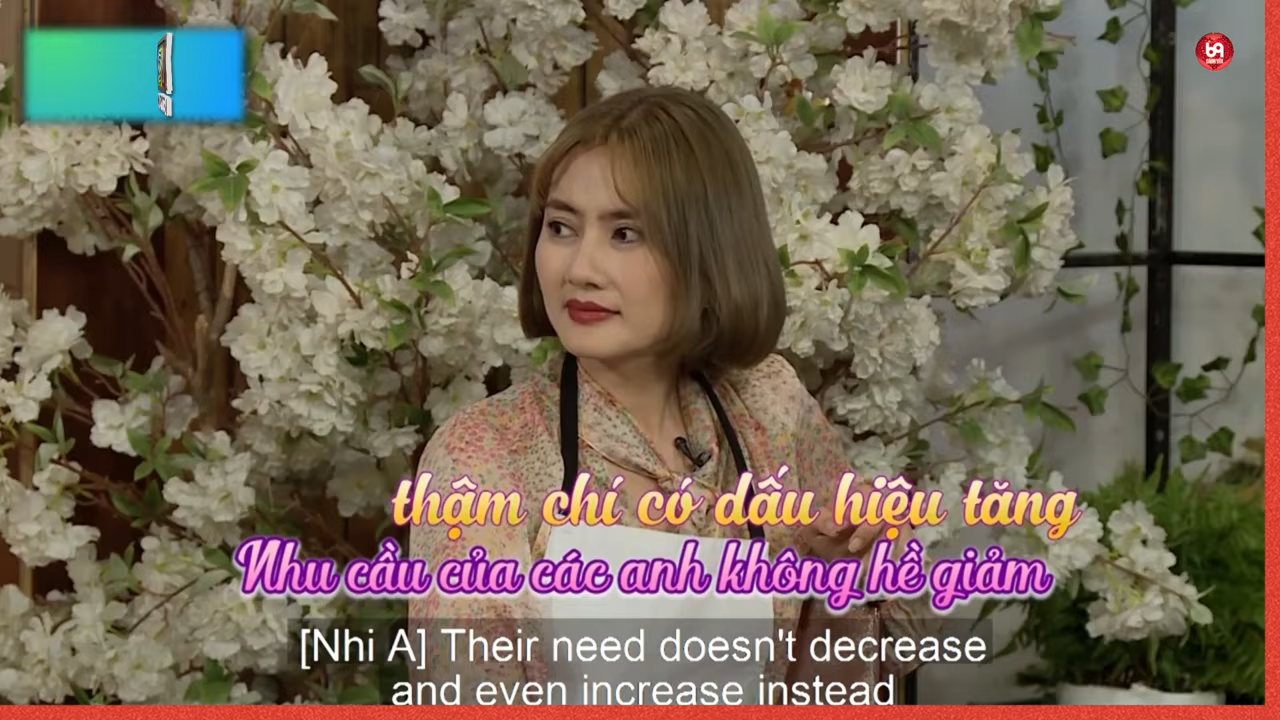 thậm chí có dấu hiệu tăng
Nhu cầu của các anh không hề giảm
[Nhi A] Their need doesn't decrease
and even increase instead